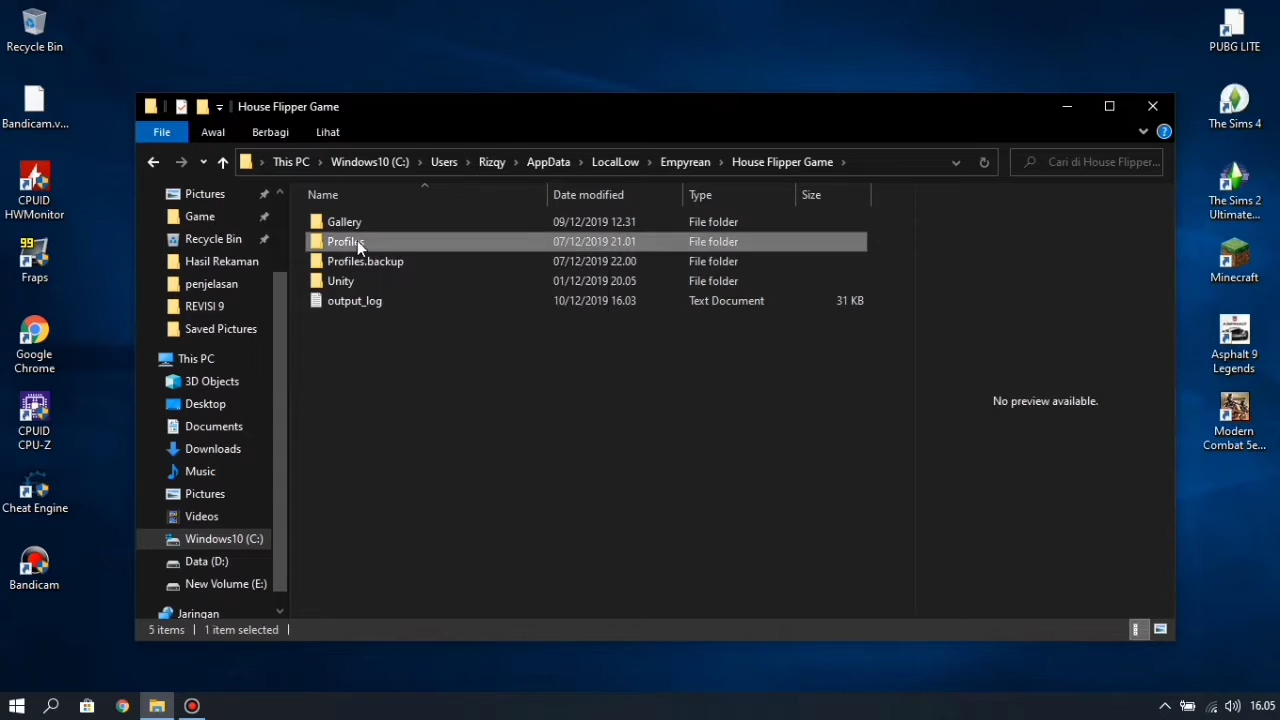 Recycle Bin
Bandicam.v...
CPUID
HWMonitor
99
Fraps
Google
Chrome
CPUID
CPU-Z
Cheat Engine
Bandicam
House Flipper Game
File
Awal
Berbagi
Lihat
This PC
Windows10 (C:)
Users
Rizqy
AppData
LocalLow
Empyrean
House Flipper Game
Cari di House Flipper...
Pictures
Game
Recycle Bin
Hasil Rekaman
penjelasan
REVISI 9
Saved Pictures
This PC
3D Objects
Desktop
Documents
Downloads
Music
Pictures
Videos
Windows10 (C:)
Data (D:)
New Volume (E:)
Jaringan
Name Date modified Type Size
Gallery 09/12/2019 12.31 File folder
Profiles 07/12/2019 21.01 File folder
Profiles.backup 07/12/2019 22.00 File folder
Unity 01/12/2019 20.05 File folder
output_log 10/12/2019 16.03 Text Document 31 KB
No preview available.
5 items 1 item selected
PUBG LITE
The Sims 4
The Sims 2
Ultimate...
Minecraft
Asphalt 9
Legends
Modern
Combat 5e...
16.05